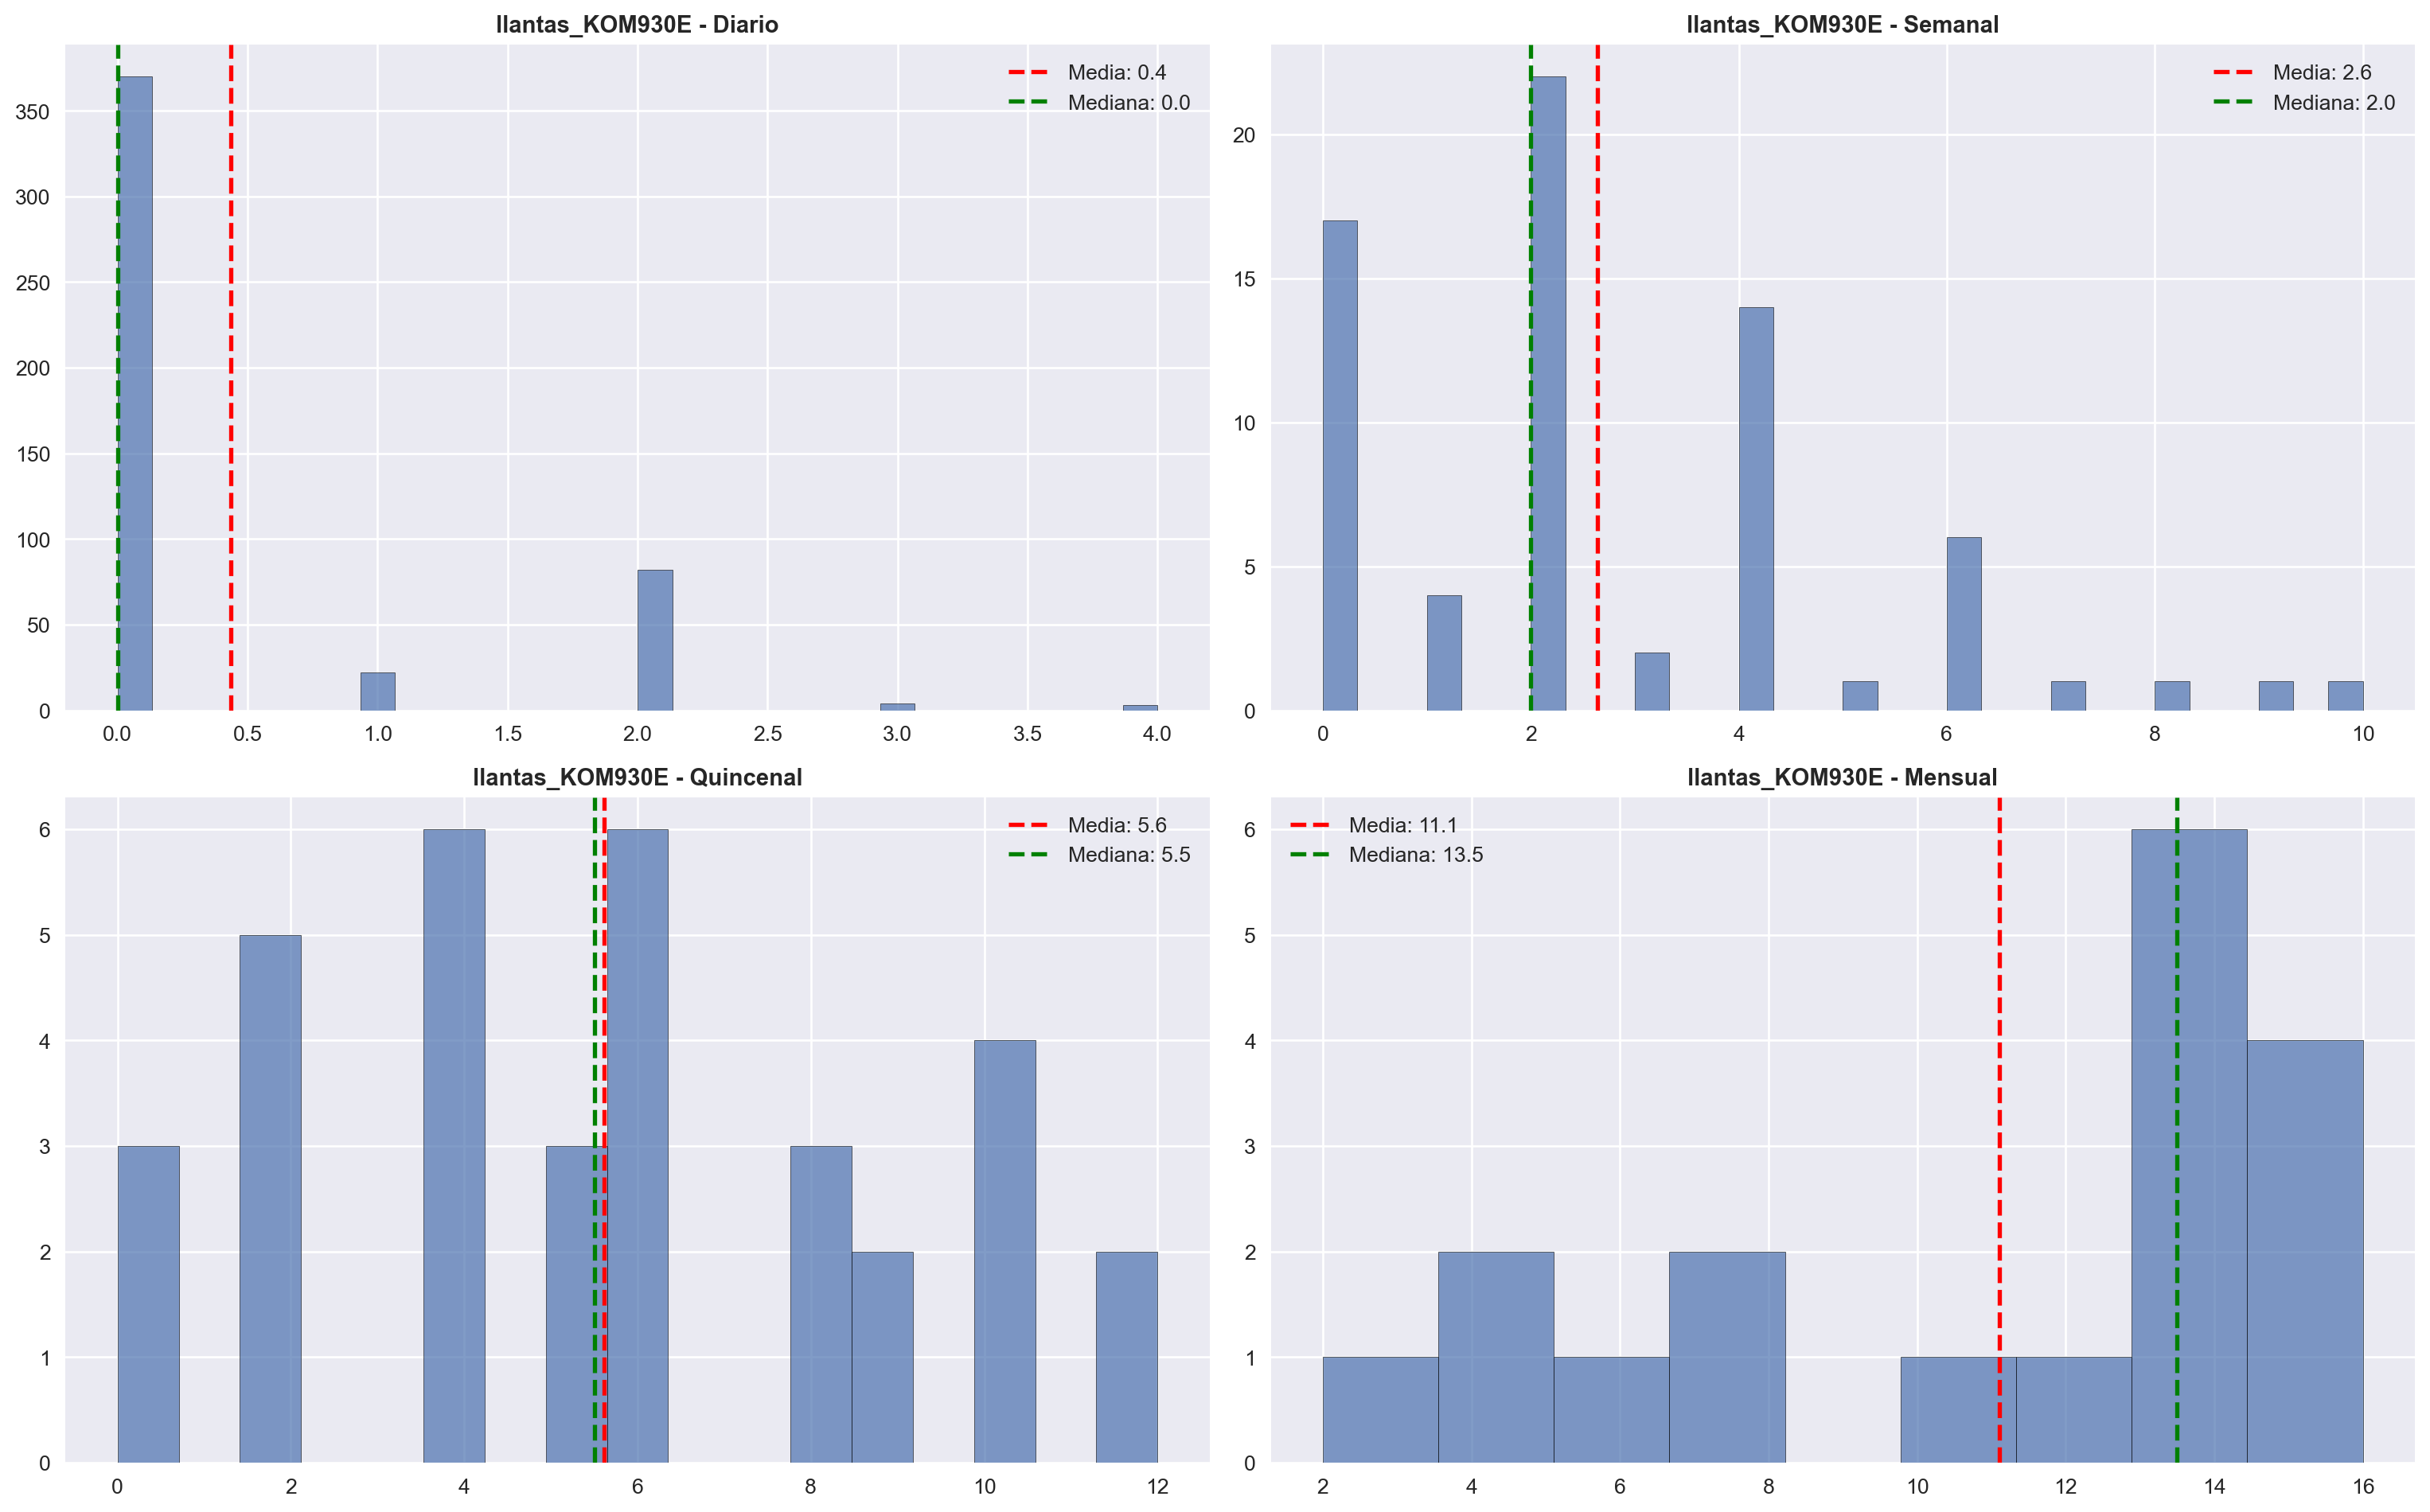 llantas_KOM930E - Diario
Media: 0.4
Mediana: 0.0
350
300
250
200
150
100
50
0
0.0 0.5 1.0 1.5 2.0 2.5 3.0 3.5 4.0
llantas_KOM930E - Semanal
Media: 2.6
Mediana: 2.0
20
15
10
5
0
0 2 4 6 8 10
llantas_KOM930E - Quincenal
Media: 5.6
Mediana: 5.5
6
5
4
3
2
1
0
0 2 4 6 8 10 12
llantas_KOM930E - Mensual
Media: 11.1
Mediana: 13.5
6
5
4
3
2
1
0
2 4 6 8 10 12 14 16